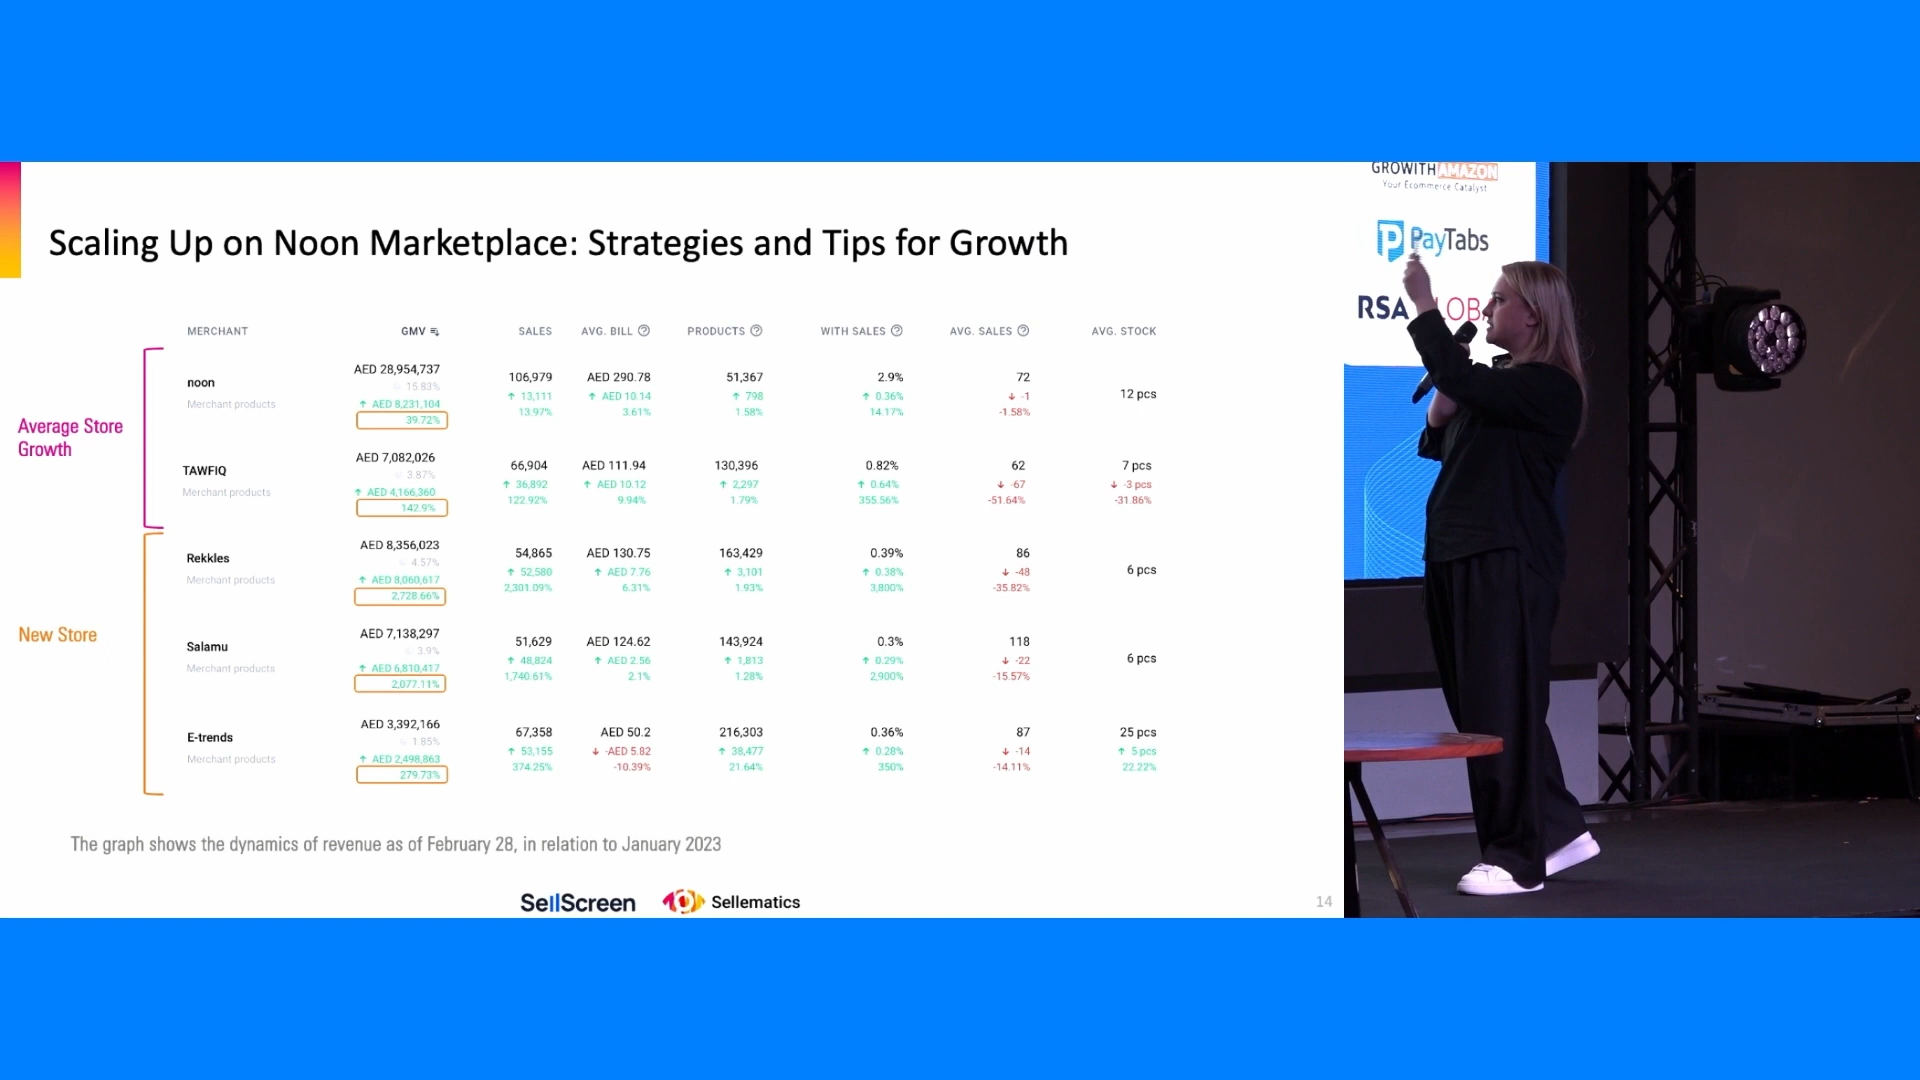 Scaling Up on Noon Marketplace: Strategies and Tips for Growth
MERCHANT GMV SALES AVG. BILL PRODUCTS WITH SALES AVG. SALES AVG. STOCK
Average Store
Growth
noon
Merchant products
AED 28,954,737
15.83%
↑ AED 8,231,104
39.72%
106,979
↑ 13,111
13.97%
AED 290.78
↑ AED 10.14
3.61%
51,367
↑ 798
1.58%
2.9%
↑ 0.36%
14.17%
72
↓ -1
-1.58%
12 pcs
TAWFIQ
Merchant products
AED 7,082,026
3.87%
↑ AED 4,166,360
142.9%
66,904
↑ 36,892
122.92%
AED 111.94
↑ AED 10.12
9.94%
130,396
↑ 2,297
1.79%
0.82%
↑ 0.64%
355.56%
62
↓ -67
-51.64%
7 pcs
↓ -3 pcs
-31.86%
New Store
Rekkles
Merchant products
AED 8,356,023
4.57%
↑ AED 8,060,617
2,728.66%
54,865
↑ 52,580
2,301.09%
AED 130.75
↑ AED 7.76
6.31%
163,429
↑ 3,101
1.93%
0.39%
↑ 0.38%
3,800%
86
↓ -48
-35.82%
6 pcs
Salamu
Merchant products
AED 7,138,297
3.9%
↑ AED 6,810,417
2,077.11%
51,629
↑ 48,824
1,740.61%
AED 124.62
↑ AED 2.56
2.1%
143,924
↑ 1,813
1.28%
0.3%
↑ 0.29%
2,900%
118
↓ -22
-15.57%
6 pcs
E-trends
Merchant products
AED 3,392,166
1.85%
↑ AED 2,498,863
279.73%
67,358
↑ 53,155
374.25%
AED 50.2
↓ -AED 5.82
-10.39%
216,303
↑ 38,477
21.64%
0.36%
↑ 0.28%
350%
87
↓ -14
-14.11%
25 pcs
↑ 5 pcs
22.22%
The graph shows the dynamics of revenue as of February 28, in relation to January 2023
SellScreen Sellematics
14
GROWITH AMAZON
Your Ecommerce Catalyst
PayTabs
RSA